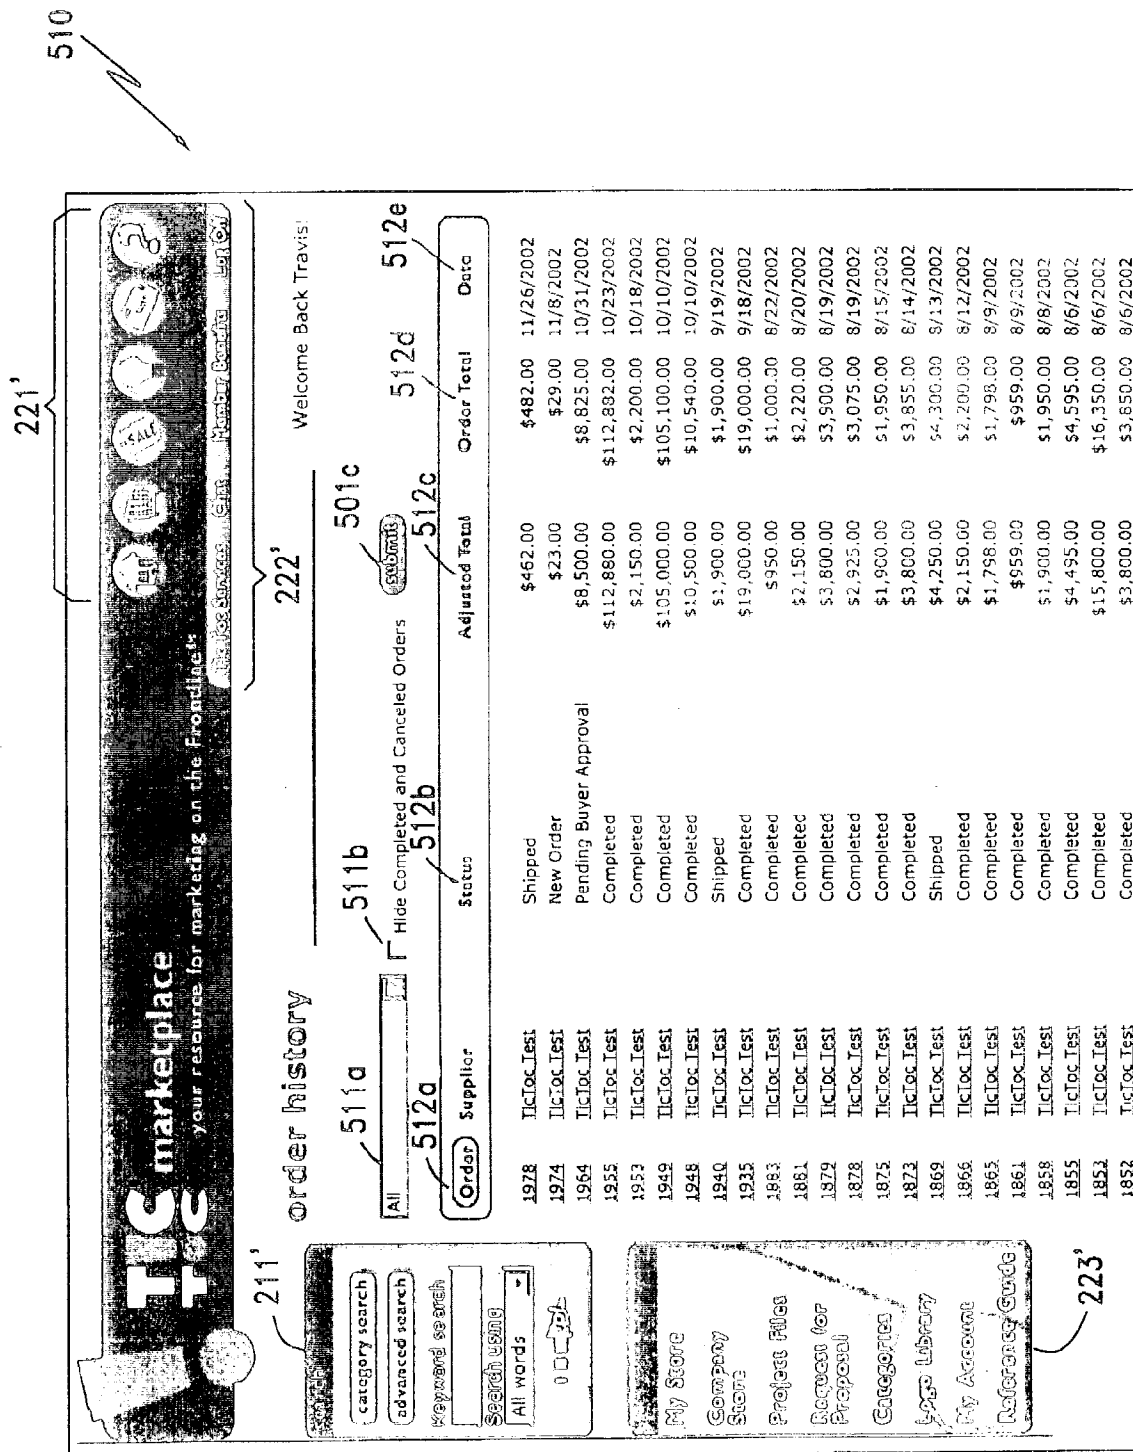 510
221'
TIC
TOC
marketplace
your resource for marketing on the Frontline
SALE
?
TicToc Services Chat Member Benefits Log Off
222'
Welcome Back Travis!
order history
211'
category search
advanced search
Keyword search
Search using
All words
My Store
Company
Store
Project Files
Request for
Proposal
Categories
Logo Library
My Account
Reference Guide
223'
511a
511b
501c
All
Hide Completed and Canceled Orders
submit
512a
512b
512c
512d
512e
Order Supplier Status Adjusted Total Order Total Date
1978 TicToc Test Shipped $462.00 $482.00 11/26/2002
1974 TicToc Test New Order $23.00 $29.00 11/8/2002
1964 TicToc Test Pending Buyer Approval $8,500.00 $8,825.00 10/31/2002
1955 TicToc Test Completed $112,880.00 $112,882.00 10/23/2002
1953 TicToc Test Completed $2,150.00 $2,200.00 10/18/2002
1949 TicToc Test Completed $105,000.00 $105,100.00 10/10/2002
1948 TicToc Test Completed $10,500.00 $10,540.00 10/10/2002
1940 TicToc Test Shipped $1,900.00 $1,900.00 9/19/2002
1935 TicToc Test Completed $19,000.00 $19,000.00 9/18/2002
1883 TicToc Test Completed $950.00 $1,000.00 8/22/2002
1881 TicToc Test Completed $2,150.00 $2,220.00 8/20/2002
1879 TicToc Test Completed $3,800.00 $3,900.00 8/19/2002
1878 TicToc Test Completed $2,925.00 $3,075.00 8/19/2002
1875 TicToc Test Completed $1,900.00 $1,950.00 8/15/2002
1873 TicToc Test Completed $3,800.00 $3,855.00 8/14/2002
1869 TicToc Test Shipped $4,250.00 $4,300.00 8/13/2002
1866 TicToc Test Completed $2,150.00 $2,200.00 8/12/2002
1865 TicToc Test Completed $1,798.00 $1,798.00 8/9/2002
1861 TicToc Test Completed $959.00 $959.00 8/9/2002
1858 TicToc Test Completed $1,900.00 $1,950.00 8/8/2002
1855 TicToc Test Completed $4,495.00 $4,595.00 8/6/2002
1853 TicToc Test Completed $15,800.00 $16,350.00 8/6/2002
1852 TicToc Test Completed $3,800.00 $3,850.00 8/6/2002